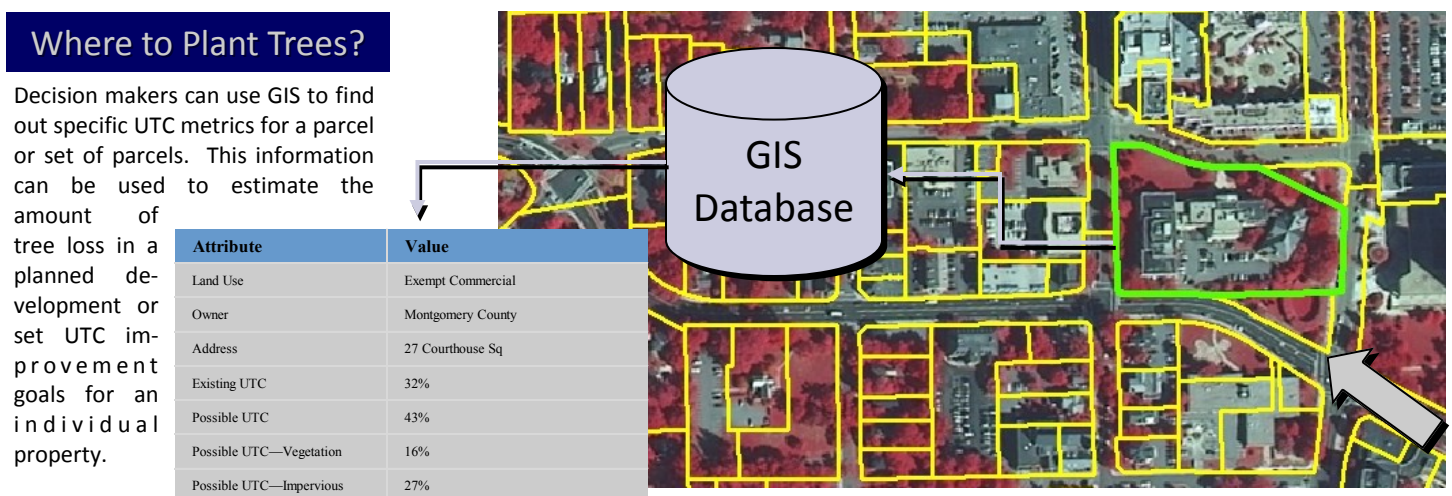 Where to Plant Trees?
Decision makers can use GIS to find
out specific UTC metrics for a parcel
or set of parcels. This information
can be used to estimate the
amount of
tree loss in a
planned de-
velopment or
set UTC im-
provement
goals for an
individual
property.
Attribute Value
Land Use Exempt Commercial
Owner Montgomery County
Address 27 Courthouse Sq
Existing UTC 32%
Possible UTC 43%
Possible UTC—Vegetation 16%
Possible UTC—Impervious 27%
GIS
Database